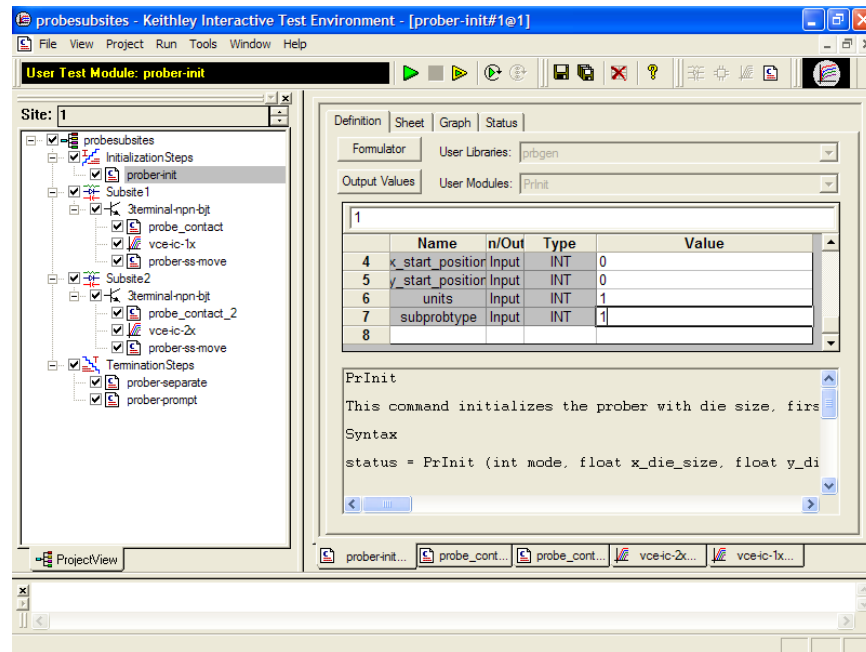 probesubsites - Keithley Interactive Test Environment - [prober-init#1@1]
File View Project Run Tools Window Help
User Test Module: prober-init
Site: 1
probesubsites
InitializationSteps
prober-init
Subsite1
3terminal-npn-bjt
probe_contact
vce-ic-1x
prober-ss-move
Subsite2
3terminal-npn-bjt
probe_contact_2
vce-ic-2x
prober-ss-move
TerminationSteps
prober-separate
prober-prompt
ProjectView
Definition Sheet Graph Status
Formulator User Libraries: prbgen
Output Values User Modules: PrInit
1
Name n/Out Type Value
4 x_start_position Input INT 0
5 y_start_position Input INT 0
6 units Input INT 1
7 subprobtype Input INT 1
8
PrInit
This command initializes the prober with die size, firs
Syntax
status = PrInit (int mode, float x_die_size, float y_di
prober-init... probe_cont... probe_cont... vce-ic-2x... vce-ic-1x...